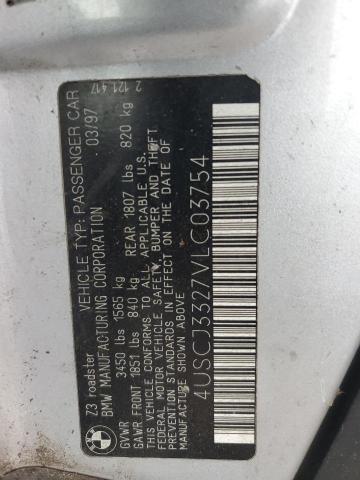 2 121 417
Z3 roadster VEHICLE TYP: PASSENGER CAR
BMW MANUFACTURING CORPORATION 03/97
GVWR 3450 lbs 1565 kg
GAWR FRONT 1851 lbs 840 kg REAR 1807 lbs 820 kg
THIS VEHICLE CONFORMS TO ALL APPLICABLE U.S.
FEDERAL MOTOR VEHICLE SAFETY, BUMPER AND THEFT
PREVENTION STANDARDS IN EFFECT ON THE DATE OF
MANUFACTURE SHOWN ABOVE
4USCJ3327VLC03754